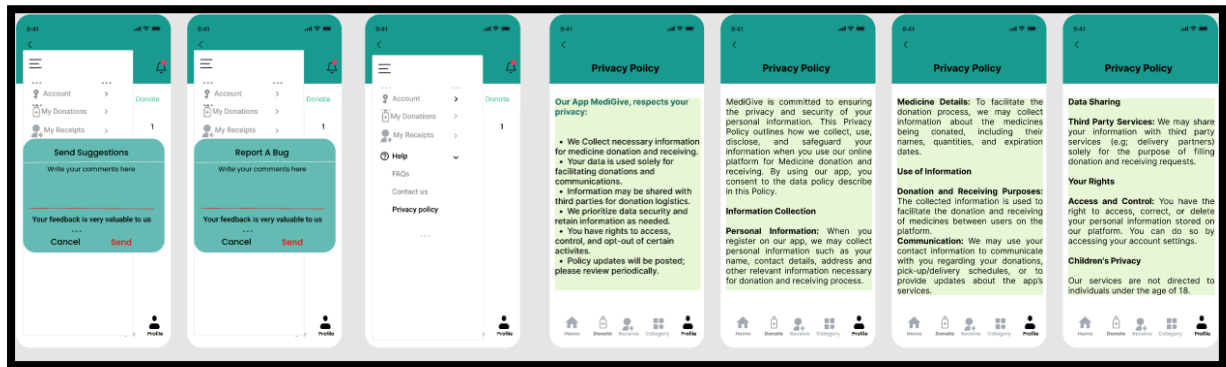 9:41
Account
My Donations
My Receipts
Donate
1
Send Suggestions
Write your comments here
Your feedback is very valuable to us
...
Cancel Send
Profile
9:41
Account
My Donations
My Receipts
Donate
1
Report A Bug
Write your comments here
Your feedback is very valuable to us
...
Cancel Send
Profile
9:41
Account
My Donations
My Receipts
Donate
1
Help
FAQs
Contact us
Privacy policy
...
Profile
9:41
Privacy Policy
Our App MediGive, respects your
privacy:
• We Collect necessary information
for medicine donation and receiving.
• Your data is used solely for
facilitating donations and
communications.
• Information may be shared with
third parties for donation logistics.
• We prioritize data security and
retain information as needed.
• You have rights to access,
control, and opt-out of certain
activites.
• Policy updates will be posted;
please review periodically.
Home Donate Receive Category Profile
9:41
Privacy Policy
MediGive is committed to ensuring
the privacy and security of your
personal information. This Privacy
Policy outlines how we collect, use,
disclose, and safeguard your
information when you use our online
platform for Medicine donation and
receiving. By using our app, you
consent to the data policy describe
in this Policy.
Information Collection
Personal Information: When you
register on our app, we may collect
personal information such as your
name, contact details, address and
other relevant information necessary
for donation and receiving process.
Home Donate Receive Category Profile
9:41
Privacy Policy
Medicine Details: To facilitate the
donation process, we may collect
information about the medicines
being donated, including their
names, quantities, and expiration
dates.
Use of Information
Donation and Receiving Purposes:
The collected information is used to
facilitate the donation and receiving
of medicines between users on the
platform.
Communication: We may use your
contact information to communicate
with you regarding your donations,
pick-up/delivery schedules, or to
provide updates about the app's
services.
Home Donate Receive Category Profile
9:41
Privacy Policy
Data Sharing
Third Party Services: We may share
your information with third party
services (e.g; delivery partners)
solely for the purpose of filling
donation and receiving requests.
Your Rights
Access and Control: You have the
right to access, correct, or delete
your personal information stored on
our platform. You can do so by
accessing your account settings.
Children's Privacy
Our services are not directed to
individuals under the age of 18.
Home Donate Receive Category Profile